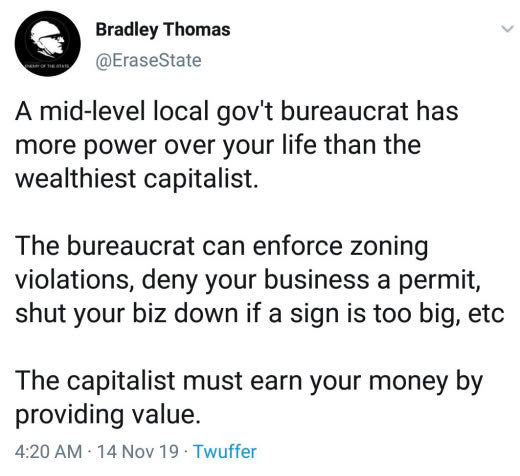 ENEMY OF THE STATE
Bradley Thomas
@EraseState
A mid-level local gov't bureaucrat has
more power over your life than the
wealthiest capitalist.
The bureaucrat can enforce zoning
violations, deny your business a permit,
shut your biz down if a sign is too big, etc
The capitalist must earn your money by
providing value.
4:20 AM · 14 Nov 19 · Twuffer